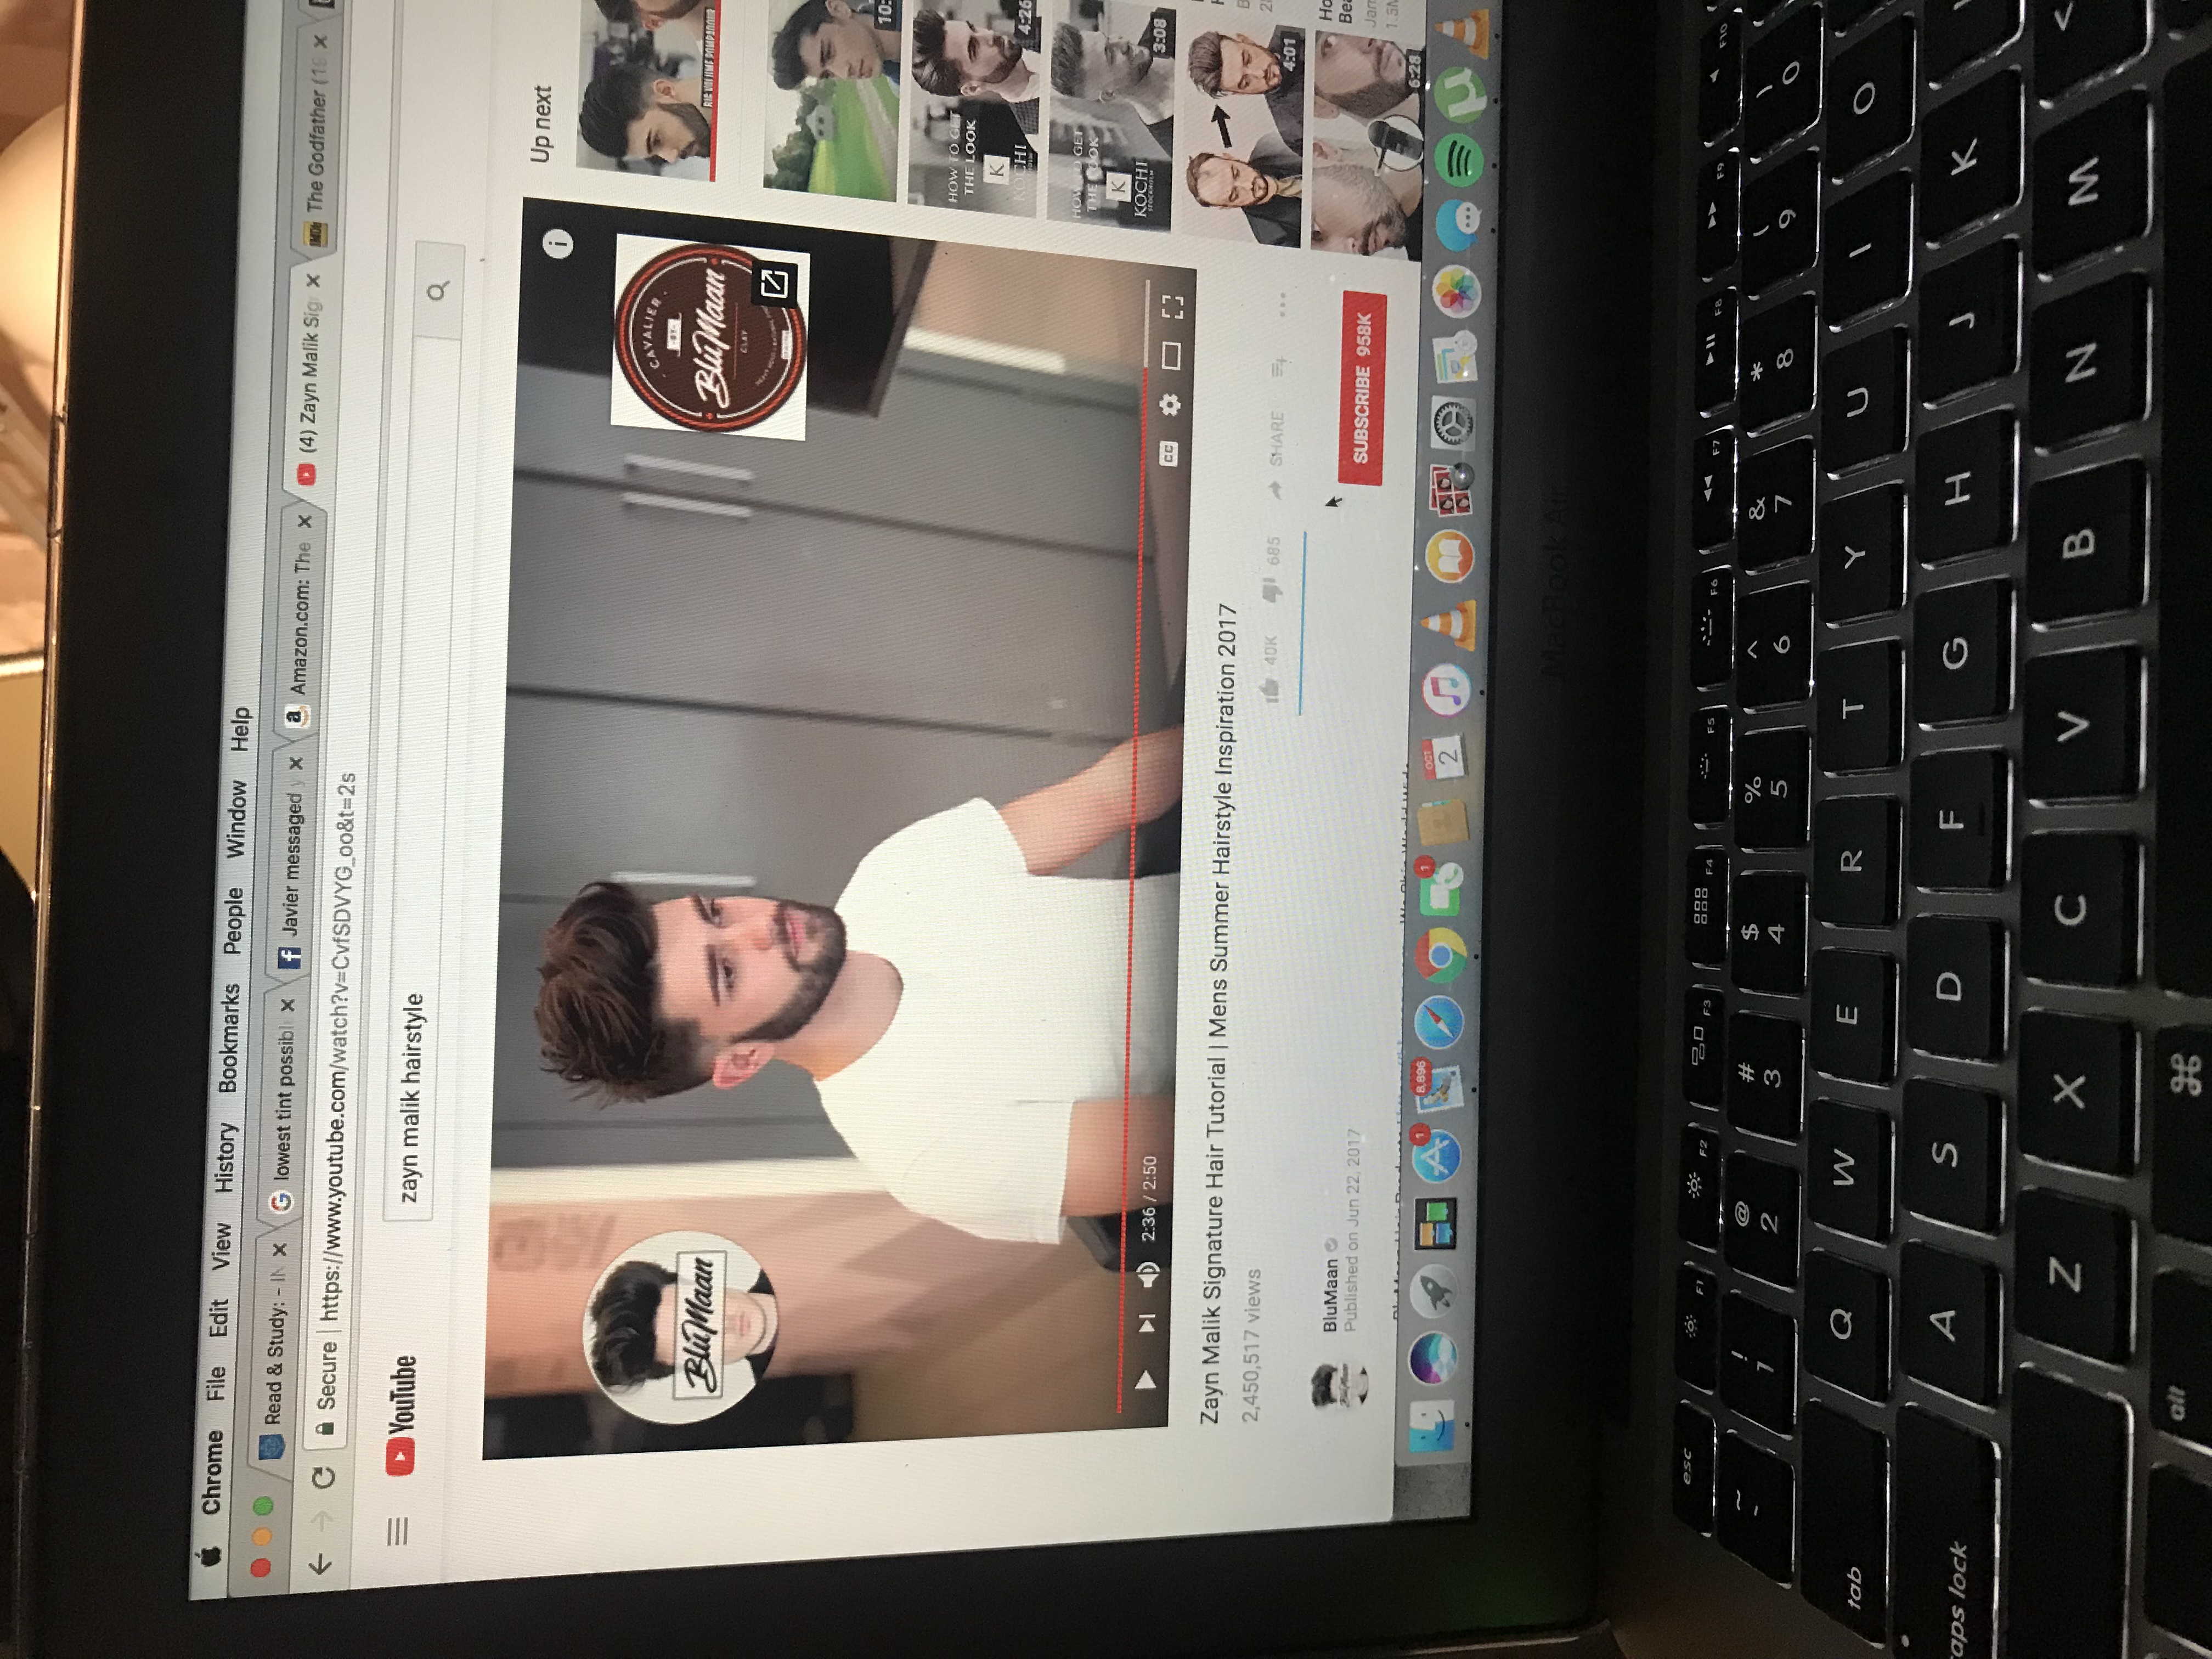 Chrome File Edit View History Bookmarks People Window Help
Read & Study: - IN
lowest tint possibl
Javier messaged y
Amazon.com: The
(4) Zayn Malik Sig
The Godfather (19
Secure | https://www.youtube.com/watch?v=CvfSDVYG_oo&t=2s
YouTube
zayn malik hairstyle
Up next
BluMaan
CAVALIER
-BY-
BluMaan
CLAY
BIG VOLUME POMPADOUR
10:
HOW TO GET
THE LOOK
K
KOCHI
4:26
HOW TO GET
THE LOOK
K
KOCHI
STOCKHOLM
3:08
4:01
6:28
2:36 / 2:50
CC
Zayn Malik Signature Hair Tutorial | Mens Summer Hairstyle Inspiration 2017
2,450,517 views
40K 685 SHARE
BluMaan
Published on Jun 22, 2017
SUBSCRIBE 958K
Ho
Bea
Jam
1.5M
1
8,896
1
OCT
2
MacBook Air
esc F1 F2 F3 F4 F5 F6 F7 F8 F9 F10
~ ! @ # $ % ^ & * ( )
1 2 3 4 5 6 7 8 9 0
tab Q W E R T Y U I O
aps lock A S D F G H J K
Z X C V B N M <
alt ⌘